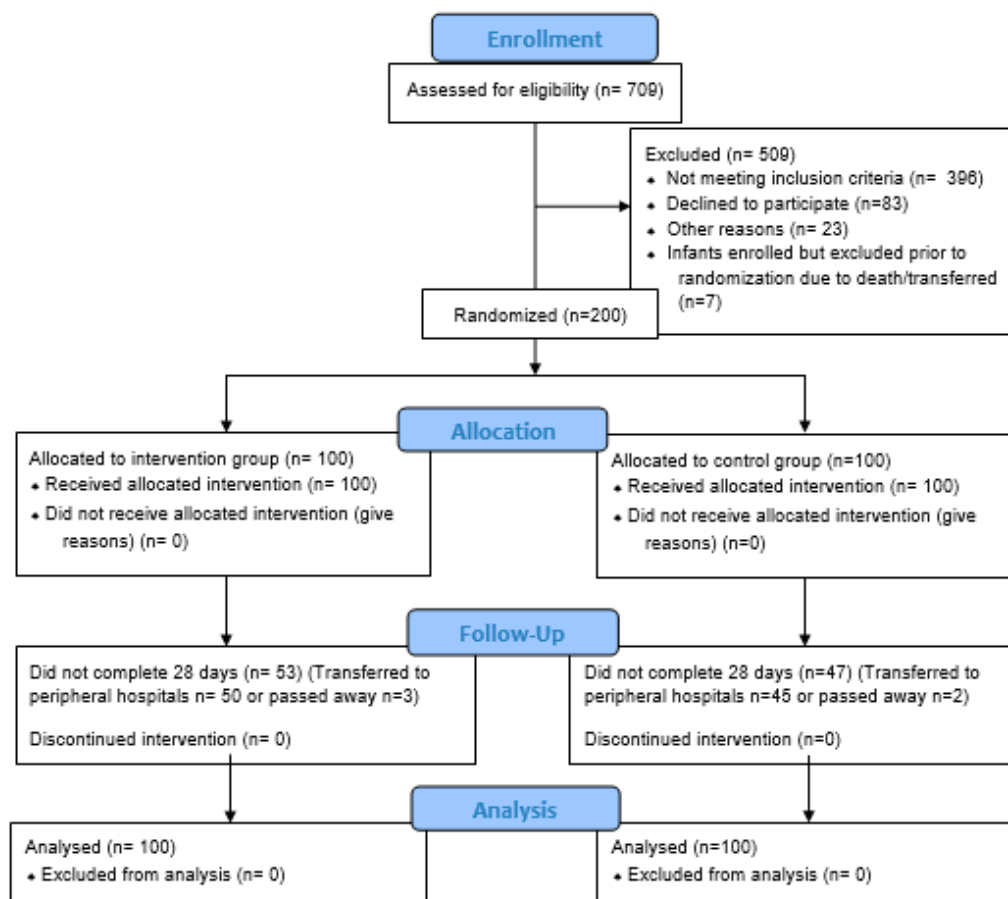 Enrollment
Assessed for eligibility (n= 709)
Excluded (n= 509)
♦ Not meeting inclusion criteria (n=  396)
♦ Declined to participate (n=83)
♦ Other reasons (n= 23)
♦ Infants enrolled but excluded prior to
randomization due to death/transferred
(n=7)
Randomized (n=200)
Allocation
Allocated to intervention group (n= 100)
♦ Received allocated intervention (n= 100)
♦ Did not receive allocated intervention (give
reasons) (n= 0)
Allocated to control group (n=100)
♦ Received allocated intervention (n= 100)
♦ Did not receive allocated intervention (give
reasons) (n=0)
Follow-Up
Did not complete 28 days (n= 53) (Transferred to
peripheral hospitals n= 50 or passed away n=3)
Discontinued intervention (n= 0)
Did not complete 28 days (n=47) (Transferred to
peripheral hospitals n=45 or passed away n=2)
Discontinued intervention (n=0)
Analysis
Analysed (n= 100)
♦ Excluded from analysis (n= 0)
Analysed (n=100)
♦ Excluded from analysis (n= 0)